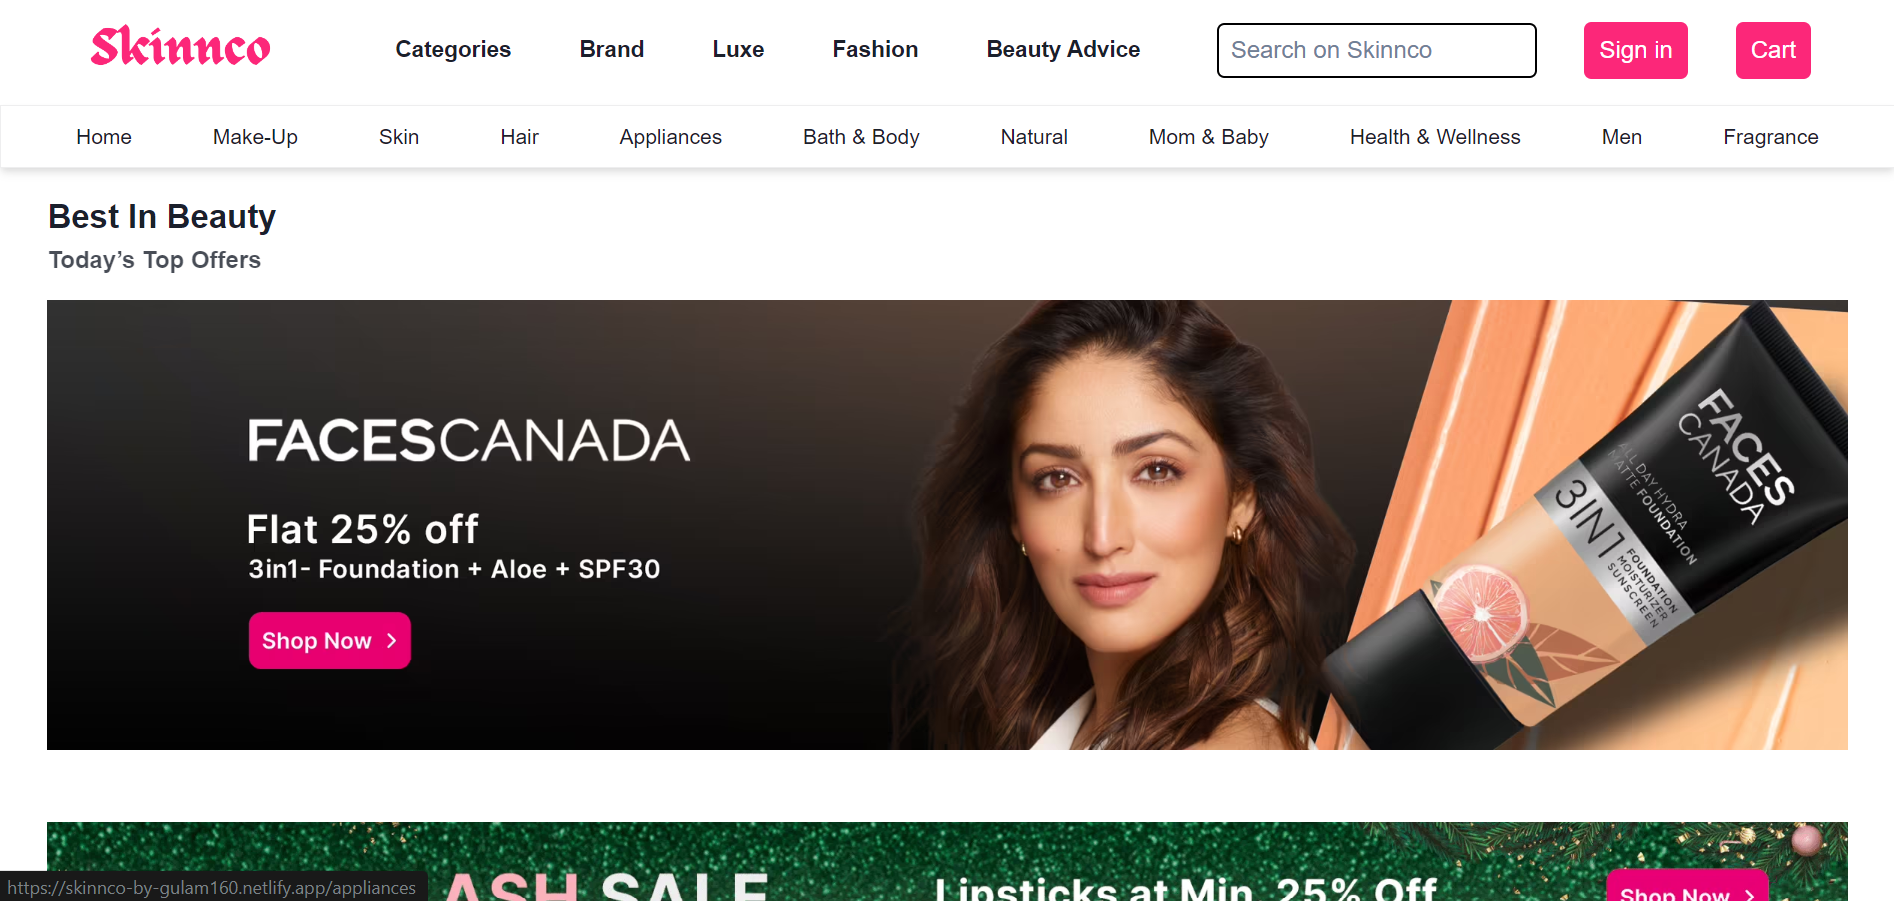 Skinnco
Categories Brand Luxe Fashion Beauty Advice Search on Skinnco Sign in Cart
Home Make-Up Skin Hair Appliances Bath & Body Natural Mom & Baby Health & Wellness Men Fragrance
Best In Beauty
Today’s Top Offers
FACESCANADA
Flat 25% off
3in1- Foundation + Aloe + SPF30
Shop Now
FACES
CANADA
ALL DAY HYDRA
MATTE FOUNDATION
3IN1
FOUNDATION
MOISTURIZER
SUNSCREEN
ASH SALE
Lipsticks at Min. 25% Off
Shop Now
https://skinnco-by-gulam160.netlify.app/appliances